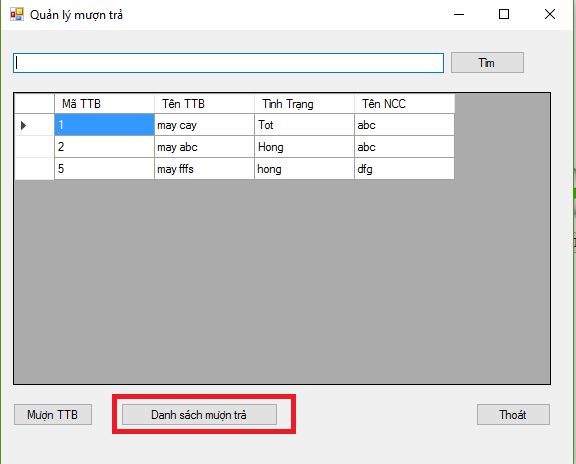 Quản lý mượn trả
Tìm
Mã TTB Tên TTB Tình Trạng Tên NCC
1 may cay Tot abc
2 may abc Hong abc
5 may fffs hong dfg
Mượn TTB Danh sách mượn trả Thoát